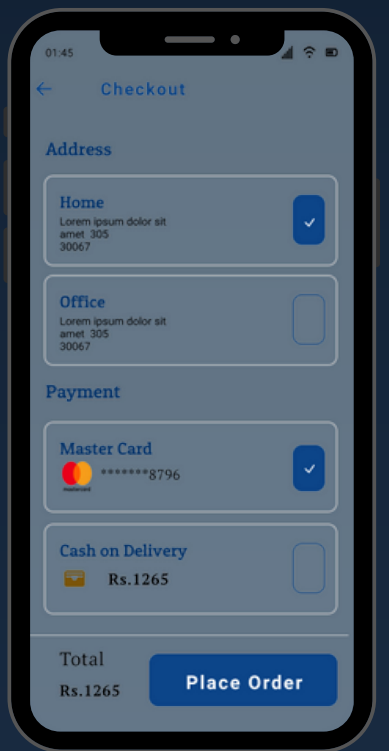 01:45
Checkout
Address
Home
Lorem ipsum dolor sit
amet 305
30067
Office
Lorem ipsum dolor sit
amet 305
30067
Payment
Master Card
*******8796
mastercard
Cash on Delivery
Rs.1265
Total
Rs.1265
Place Order